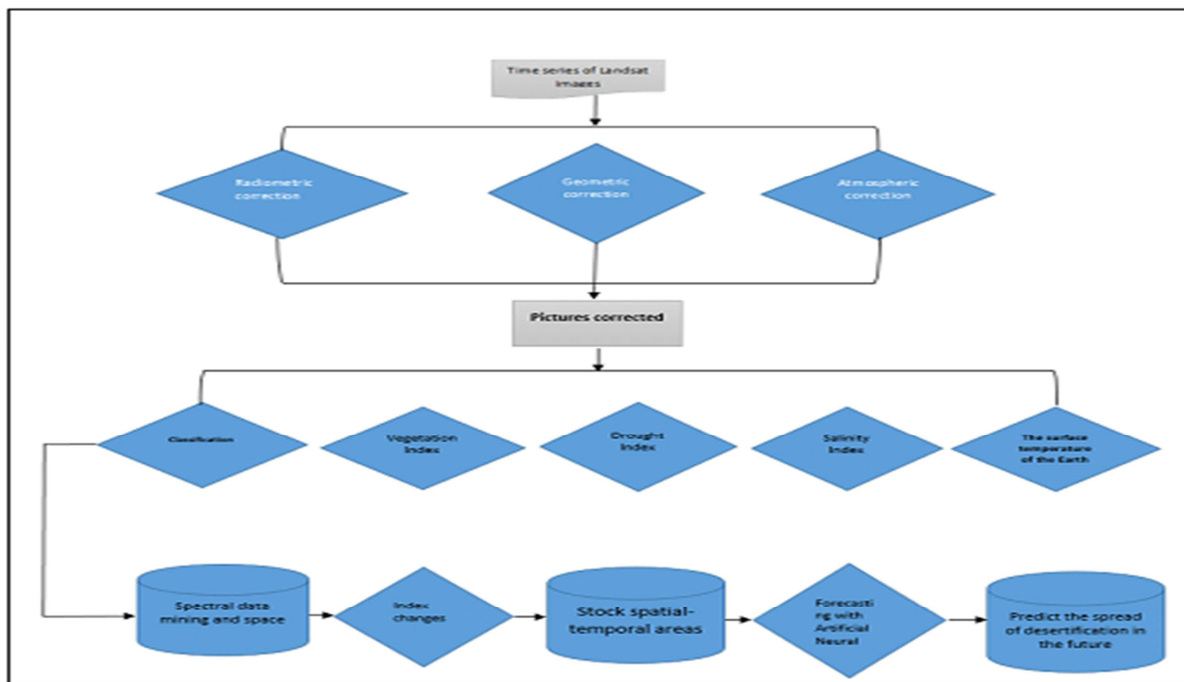 Time series of Landsat
images
Radiometric
correction
Geometric
correction
Atmospheric
correction
Pictures corrected
Classification
Vegetation
Index
Drought
Index
Salinity
Index
The surface
temperature
of the Earth
Spectral data
mining and space
Index
changes
Stock spatial-
temporal areas
Forecasti
ng with
Artificial
Neural
Predict the spread
of desertification in
the future